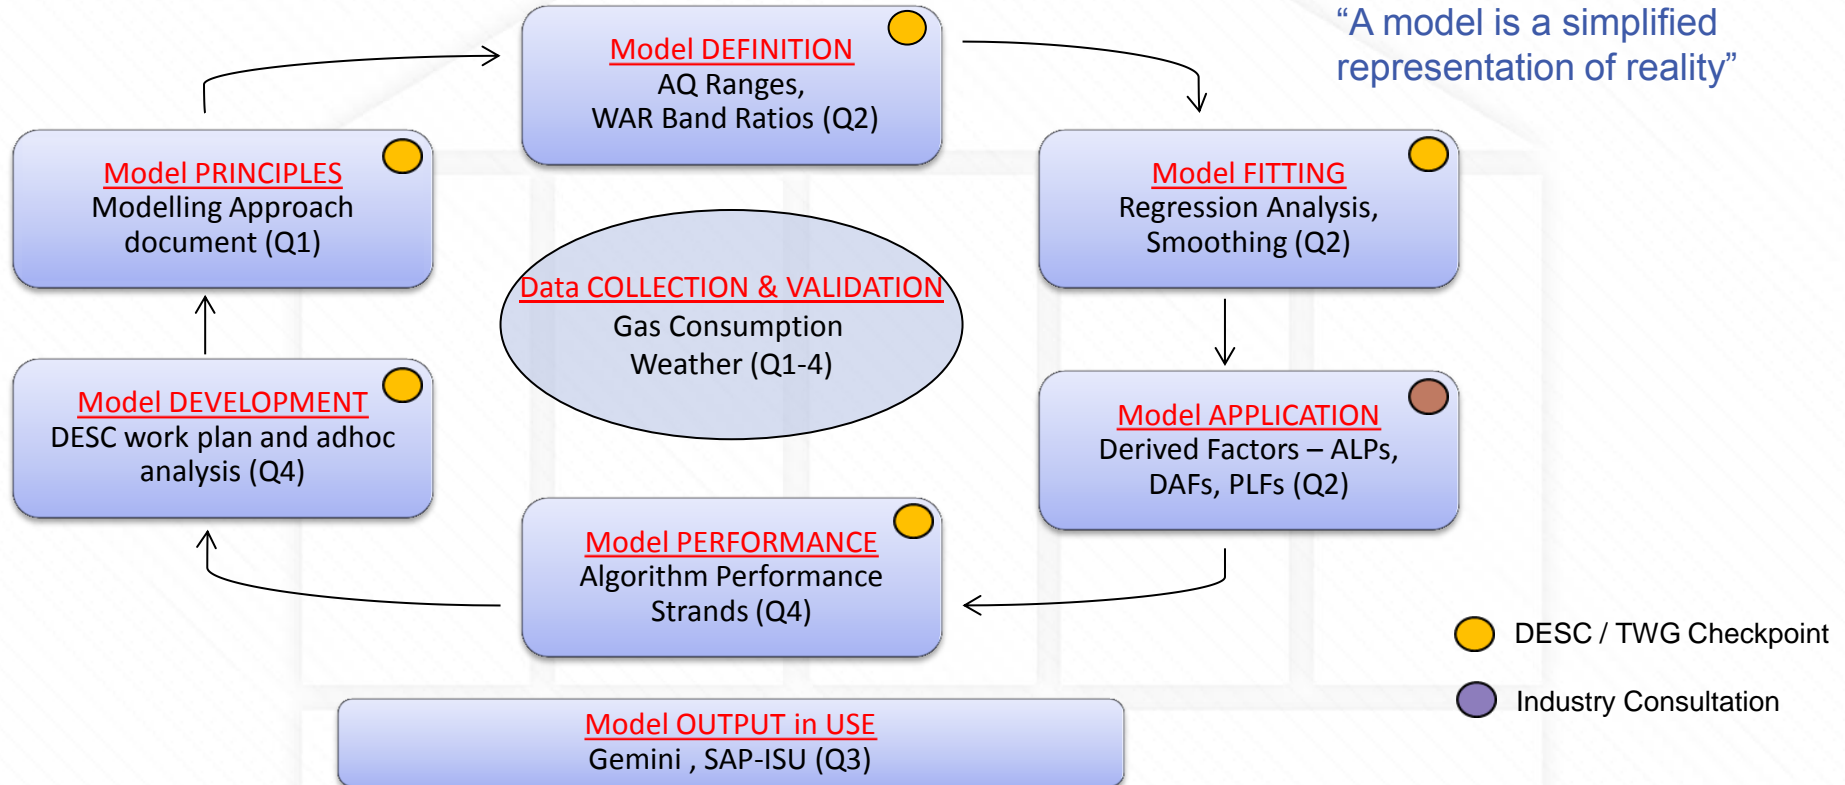 “A model is a simplified
representation of reality”
Model DEFINITION
AQ Ranges,
WAR Band Ratios (Q2)
Model PRINCIPLES
Modelling Approach
document (Q1)
Model FITTING
Regression Analysis,
Smoothing (Q2)
Data COLLECTION & VALIDATION
Gas Consumption
Weather (Q1-4)
Model DEVELOPMENT
DESC work plan and adhoc
analysis (Q4)
Model APPLICATION
Derived Factors – ALPs,
DAFs, PLFs (Q2)
Model PERFORMANCE
Algorithm Performance
Strands (Q4)
DESC / TWG Checkpoint
Industry Consultation
Model OUTPUT in USE
Gemini , SAP-ISU (Q3)